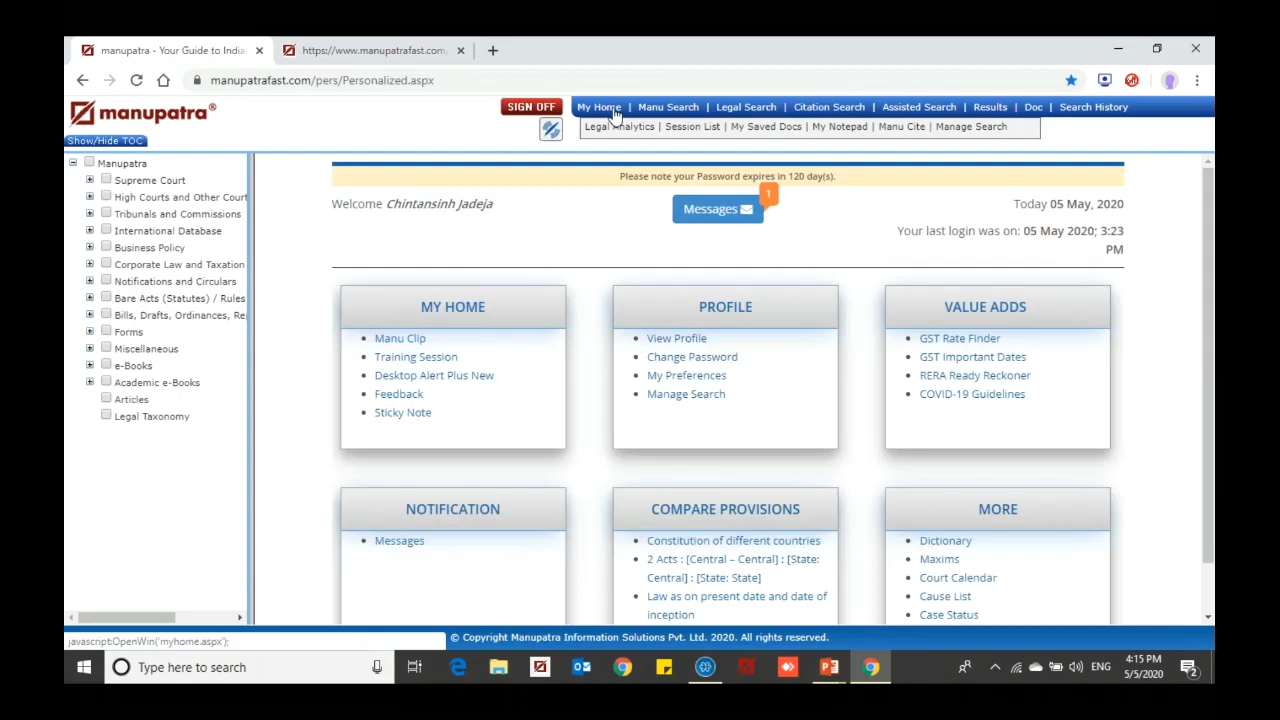 manupatra - Your Guide to India
https://www.manupatrafast.com
manupatrafast.com/pers/Personalized.aspx
manupatra®
SIGN OFF
My Home | Manu Search | Legal Search | Citation Search | Assisted Search | Results | Doc | Search History
Legal Analytics | Session List | My Saved Docs | My Notepad | Manu Cite | Manage Search
Show/Hide TOC
Manupatra
Supreme Court
High Courts and Other Court
Tribunals and Commissions
International Database
Business Policy
Corporate Law and Taxation
Notifications and Circulars
Bare Acts (Statutes) / Rules
Bills, Drafts, Ordinances, Re
Forms
Miscellaneous
e-Books
Academic e-Books
Articles
Legal Taxonomy
Please note your Password expires in 120 day(s).
Welcome Chintansinh Jadeja
Messages
1
Today 05 May, 2020
Your last login was on: 05 May 2020; 3:23
PM
MY HOME
Manu Clip
Training Session
Desktop Alert Plus New
Feedback
Sticky Note
PROFILE
View Profile
Change Password
My Preferences
Manage Search
VALUE ADDS
GST Rate Finder
GST Important Dates
RERA Ready Reckoner
COVID-19 Guidelines
NOTIFICATION
Messages
COMPARE PROVISIONS
Constitution of different countries
2 Acts : [Central – Central] : [State:
Central] : [State: State]
Law as on present date and date of
inception
MORE
Dictionary
Maxims
Court Calendar
Cause List
Case Status
javascript:OpenWin('myhome.aspx');
© Copyright Manupatra Information Solutions Pvt. Ltd. 2020. All rights reserved.
Type here to search
ENG
4:15 PM
5/5/2020
2